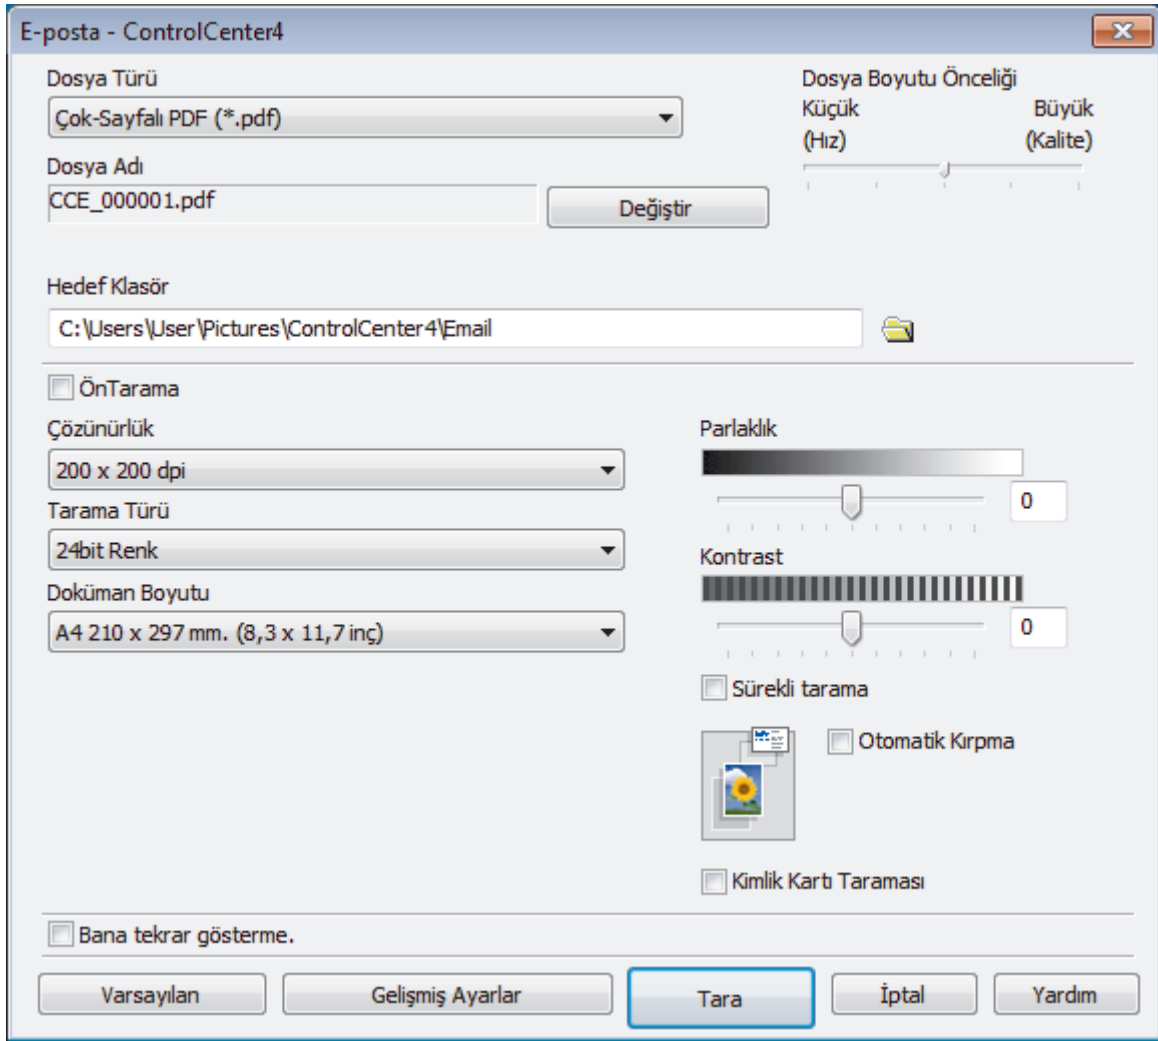 E-posta - ControlCenter4
Dosya Türü
Çok-Sayfalı PDF (*.pdf)
Dosya Boyutu Önceliği
Küçük Büyük
(Hız) (Kalite)
Dosya Adı
CCE_000001.pdf
Değiştir
Hedef Klasör
C:\Users\User\Pictures\ControlCenter4\Email
ÖnTarama
Çözünürlük
200 x 200 dpi
Tarama Türü
24bit Renk
Doküman Boyutu
A4 210 x 297 mm. (8,3 x 11,7 inç)
Parlaklık
0
Kontrast
0
Sürekli tarama
Otomatik Kırpma
Kimlik Kartı Taraması
Bana tekrar gösterme.
Varsayılan Gelişmiş Ayarlar Tara İptal Yardım